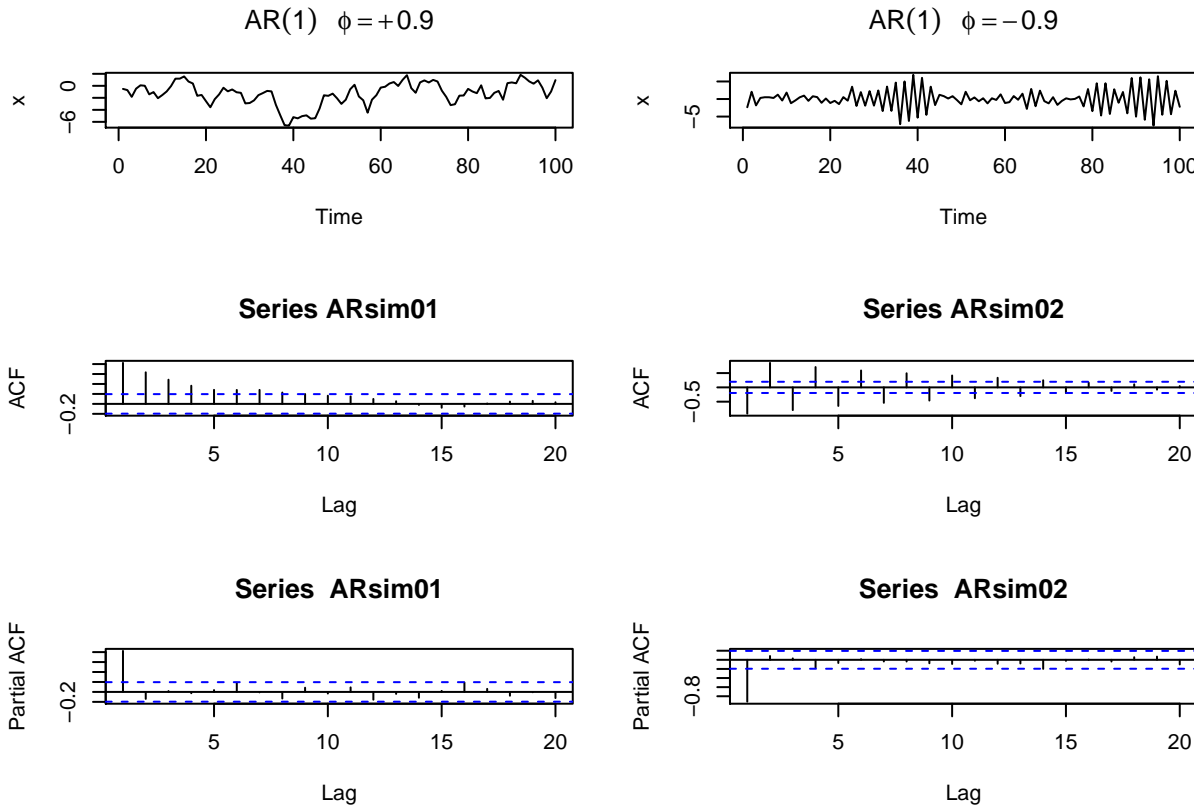 AR(1) ϕ = +0.9
x
0
−6
0 20 40 60 80 100
Time
AR(1) ϕ = −0.9
x
−5
0 20 40 60 80 100
Time
Series ARsim01
ACF
−0.2
5 10 15 20
Lag
Series ARsim02
ACF
−0.5
5 10 15 20
Lag
Series ARsim01
Partial ACF
−0.2
5 10 15 20
Lag
Series ARsim02
Partial ACF
−0.8
5 10 15 20
Lag